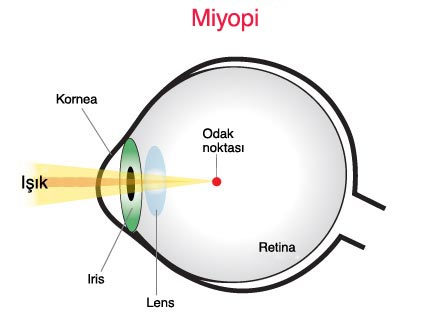 Miyopi
Kornea
Odak
noktası
Işık
Retina
Iris
Lens